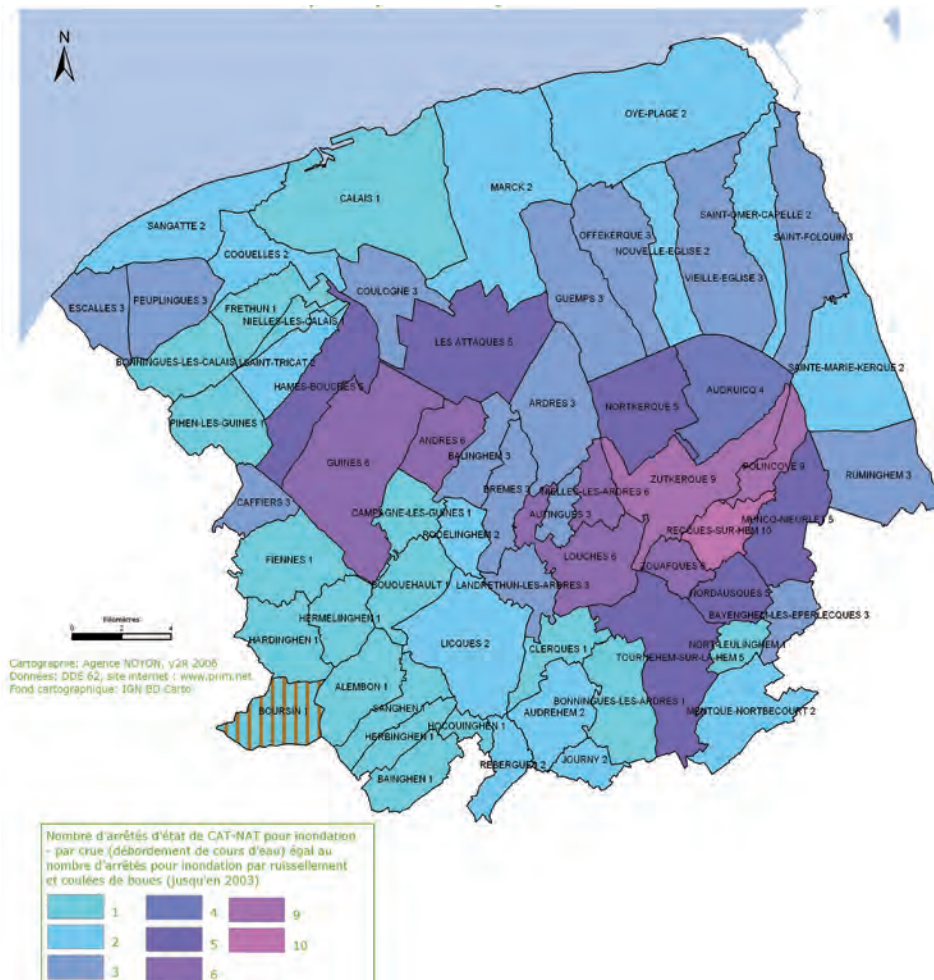 N
OYE-PLAGE 2
MARCK 2
CALAIS 1
SANGATTE 2
COQUELLES 2
OFFEKERQUE 3
NOUVELLE-EGLISE 2
SAINT-OMER-CAPELLE 2
SAINT-FOLQUIN 3
VIEILLE-EGLISE 3
ESCALLES 3
PEUPLINGUES 3
FRETHUN 1
NIELLES-LES-CALAIS 1
COULOGNE 3
GUEMPS 3
BONNINGUES-LES-CALAIS
SAINT-TRICAT 2
LES ATTAQUES 5
HAMES-BOUCRES 5
SAINTE-MARIE-KERQUE 2
AUDRUICQ 4
ARDRES 3
NORTKERQUE 5
PIHEN-LES-GUINES 1
ANDRES 6
BALINGHEM 3
GUINES 6
POLINCOVE 9
RUMINGHEM 3
ZUTKERQUE 9
BREMES 3
NIELLES-LES-ARDRES 6
CAFFIERS 3
CAMPAGNE-LES-GUINES 1
AUTINGUES 3
MUNCQ-NIEURLET 5
RECQUES-SUR-HEM 10
RODELINGHEM 2
LOUCHES 6
ZOUAFQUES 6
FIENNES 1
BOUQUEHAULT 1
LANDRETHUN-LES-ARDRES 3
NORDAUSQUES 5
BAYENGHEM-LES-EPERLECQUES 3
HERMELINGHEN 1
HARDINGHEN 1
LICQUES 2
CLERQUES 1
NORT-LEULINGHEM 1
TOURNEHEM-SUR-LA-HEM 5
ALEMBON 1
SANGHEN 1
BONNINGUES-LES-ARDRES 1
MENTQUE-NORTBECOURT 2
BOURSIN 1
AUDREHEM 2
HOCQUINGHEN 1
HERBINGHEN 1
REBERGUES 2
JOURNY 2
BAINGHEN 1
Kilomètres
0 2 4
Cartographie: Agence NOYON, y2R 2006
Données: DDE 62, site internet : www.prim.net
Fond cartographique: IGN BD Carto
Nombre d'arrêtés d'état de CAT-NAT pour inondation
- par crue (débordement de cours d'eau) égal au
nombre d'arrêtés pour inondation par ruissellement
et coulées de boues (jusqu'en 2003)
1 4 9
2 5 10
3 6